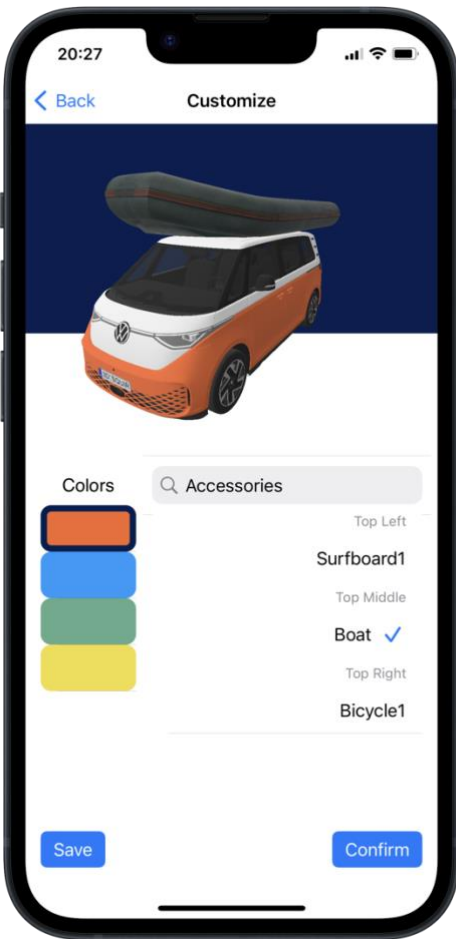 20:27
Back
Customize
Colors
Accessories
Top Left
Surfboard1
Top Middle
Boat
Top Right
Bicycle1
Save
Confirm